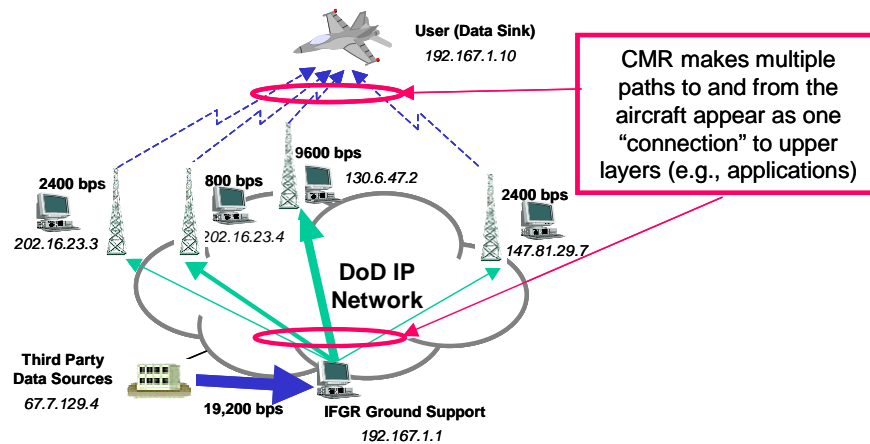 User (Data Sink)
192.167.1.10
CMR makes multiple
paths to and from the
aircraft appear as one
“connection” to upper
layers (e.g., applications)
9600 bps
130.6.47.2
2400 bps
202.16.23.3
800 bps
202.16.23.4
2400 bps
147.81.29.7
DoD IP
Network
Third Party
Data Sources
67.7.129.4
19,200 bps
IFGR Ground Support
192.167.1.1